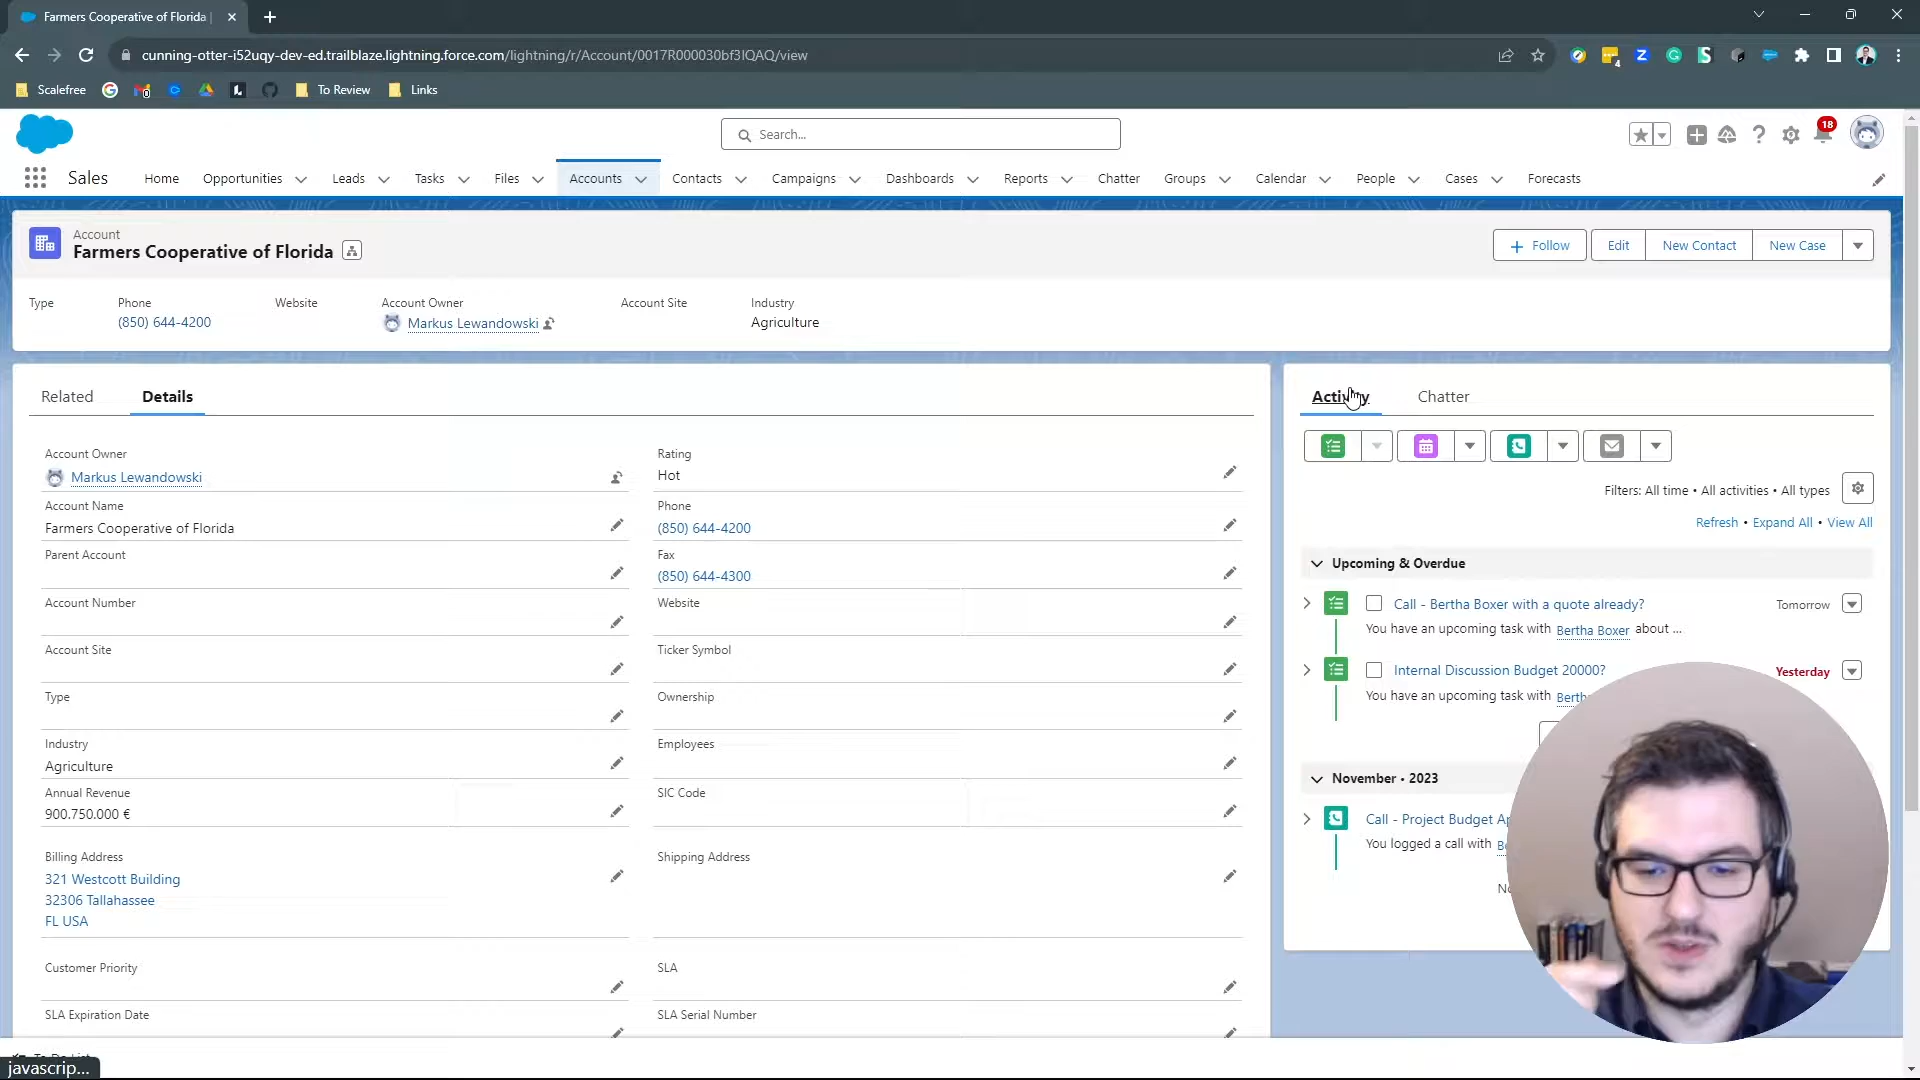 Farmers Cooperative of Florida |
cunning-otter-i52uqy-dev-ed.trailblaze.lightning.force.com/lightning/r/Account/0017R000030bf3lQAQ/view
Scalefree
To Review
Links
Search...
18
Sales
Home
Opportunities
Leads
Tasks
Files
Accounts
Contacts
Campaigns
Dashboards
Reports
Chatter
Groups
Calendar
People
Cases
Forecasts
Account
Farmers Cooperative of Florida
Follow
Edit
New Contact
New Case
Type
Phone
(850) 644-4200
Website
Account Owner
Markus Lewandowski
Account Site
Industry
Agriculture
Related
Details
Account Owner
Markus Lewandowski
Account Name
Farmers Cooperative of Florida
Parent Account
Account Number
Account Site
Type
Industry
Agriculture
Annual Revenue
900.750.000 €
Billing Address
321 Westcott Building
32306 Tallahassee
FL USA
Customer Priority
SLA Expiration Date
Rating
Hot
Phone
(850) 644-4200
Fax
(850) 644-4300
Website
Ticker Symbol
Ownership
Employees
SIC Code
Shipping Address
SLA
SLA Serial Number
Activity
Chatter
Filters: All time • All activities • All types
Refresh • Expand All • View All
Upcoming & Overdue
Call - Bertha Boxer with a quote already?
Tomorrow
You have an upcoming task with Bertha Boxer about ...
Internal Discussion Budget 20000?
Yesterday
You have an upcoming task with
November • 2023
Call - Project Budget
You logged a call with
To Do List
javascrip...